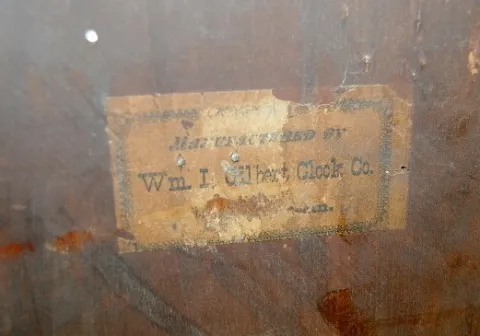 MANUFACTURED BY
Wm. I. Gilbert Clock Co.